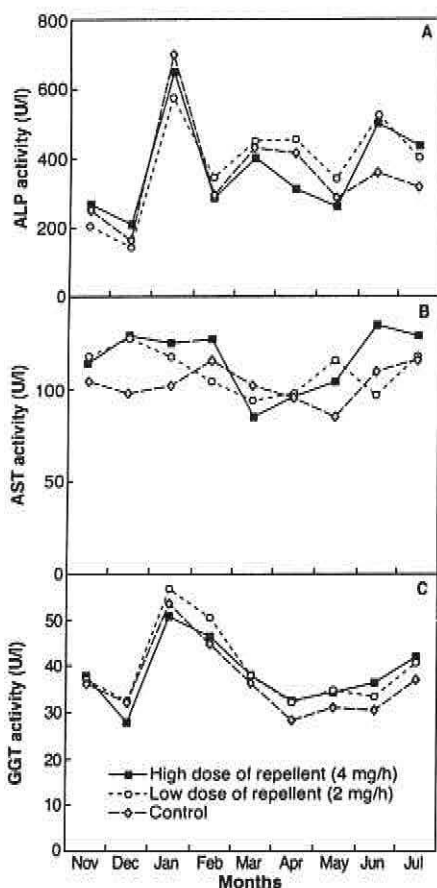 A
ALP activity (U/l)
800
600
400
200
0
B
AST activity (U/l)
100
50
0
C
GGT activity (U/l)
50
40
30
20
10
0
High dose of repellent (4 mg/h)
Low dose of repellent (2 mg/h)
Control
Nov Dec Jan Feb Mar Apr May Jun Jul
Months